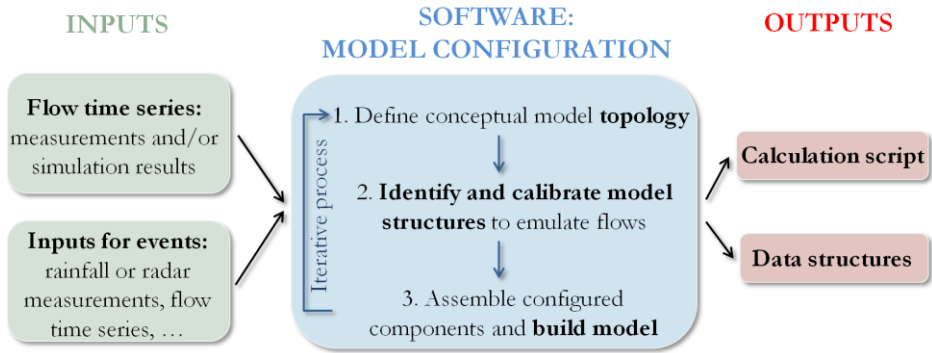 INPUTS
SOFTWARE:
MODEL CONFIGURATION
OUTPUTS
Flow time series:
measurements and/or
simulation results
Inputs for events:
rainfall or radar
measurements, flow
time series, …
Iterative process
1. Define conceptual model topology
2. Identify and calibrate model
structures to emulate flows
3. Assemble configured
components and build model
Calculation script
Data structures